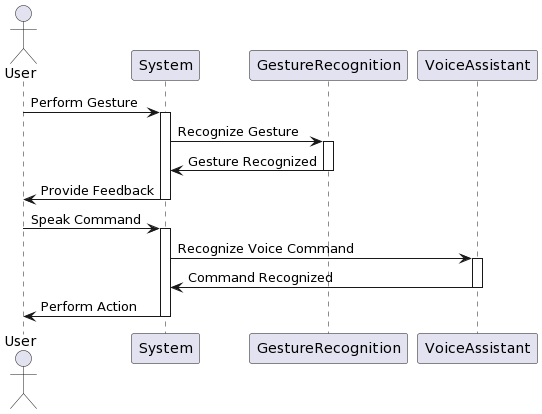 User
System
GestureRecognition
VoiceAssistant
Perform Gesture
Recognize Gesture
Gesture Recognized
Provide Feedback
Speak Command
Recognize Voice Command
Command Recognized
Perform Action
User
System
GestureRecognition
VoiceAssistant